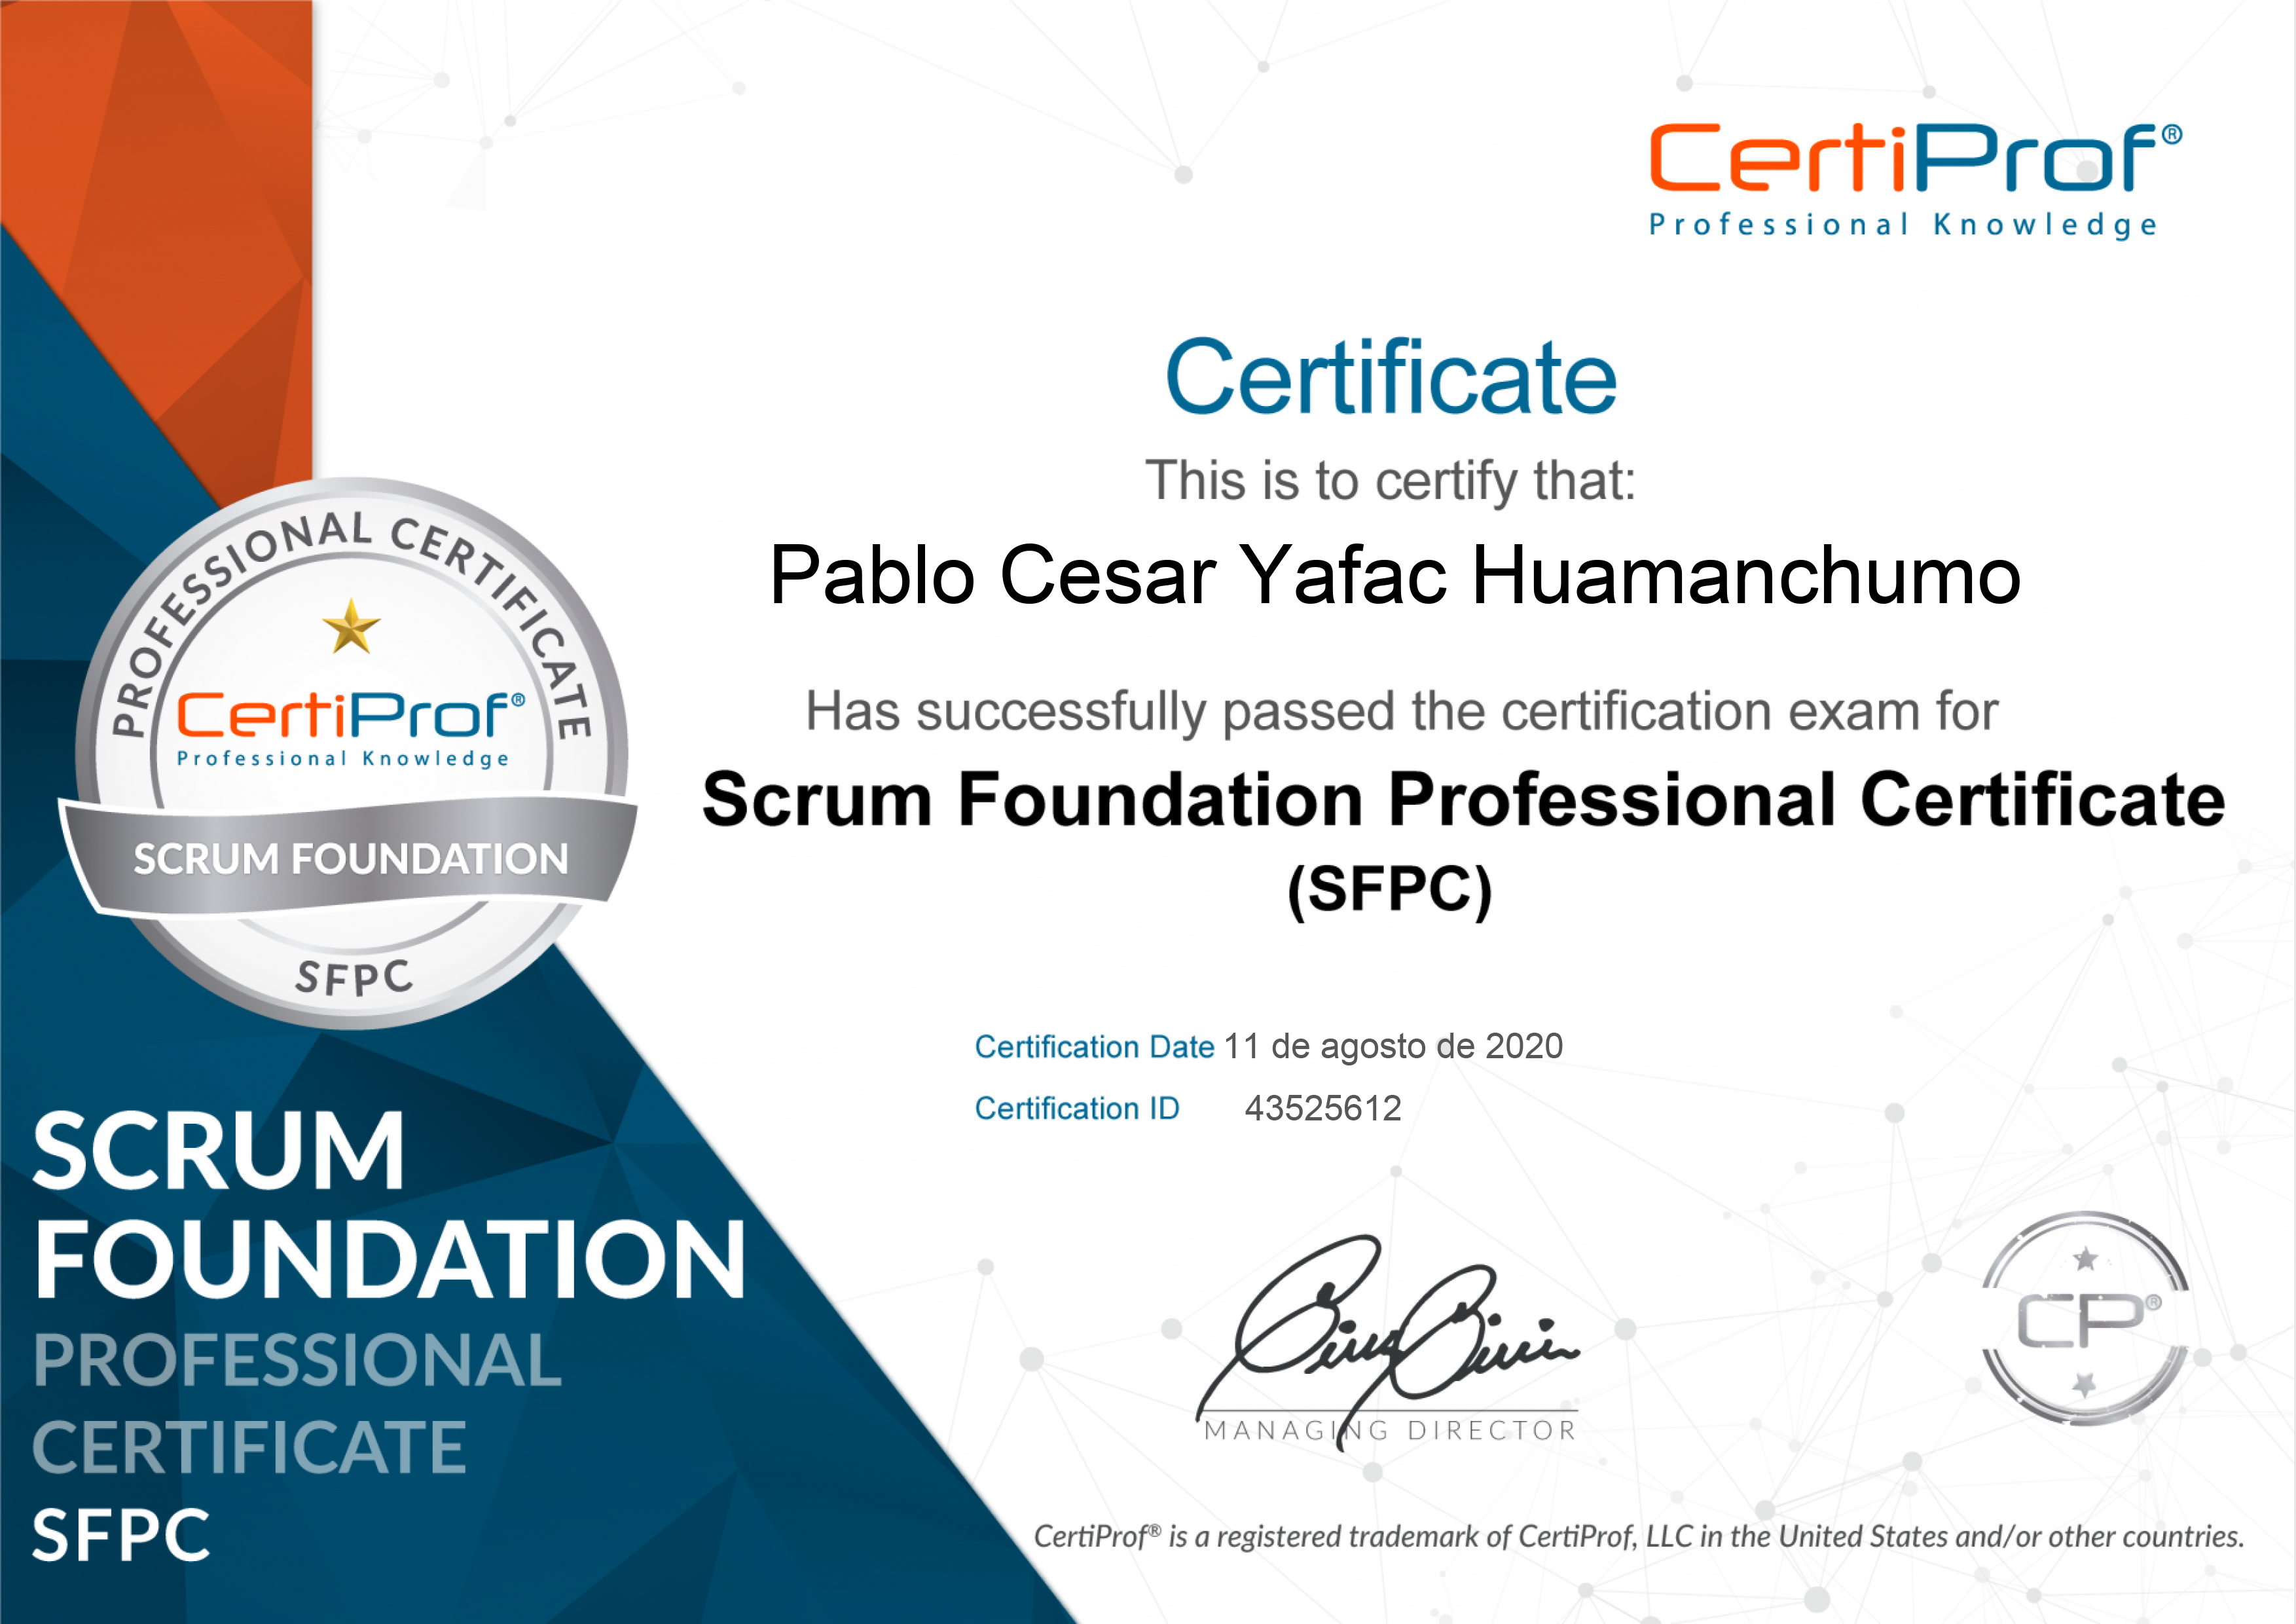 CertiProf®
Professional Knowledge
Certificate
This is to certify that:
Pablo Cesar Yafac Huamanchumo
Has successfully passed the certification exam for
Scrum Foundation Professional Certificate
(SFPC)
PROFESSIONAL CERTIFICATE
CertiProf®
Professional Knowledge
SCRUM FOUNDATION
SFPC
Certification Date 11 de agosto de 2020
Certification ID 43525612
SCRUM
FOUNDATION
PROFESSIONAL
CERTIFICATE
SFPC
MANAGING DIRECTOR
CP®
CertiProf® is a registered trademark of CertiProf, LLC in the United States and/or other countries.